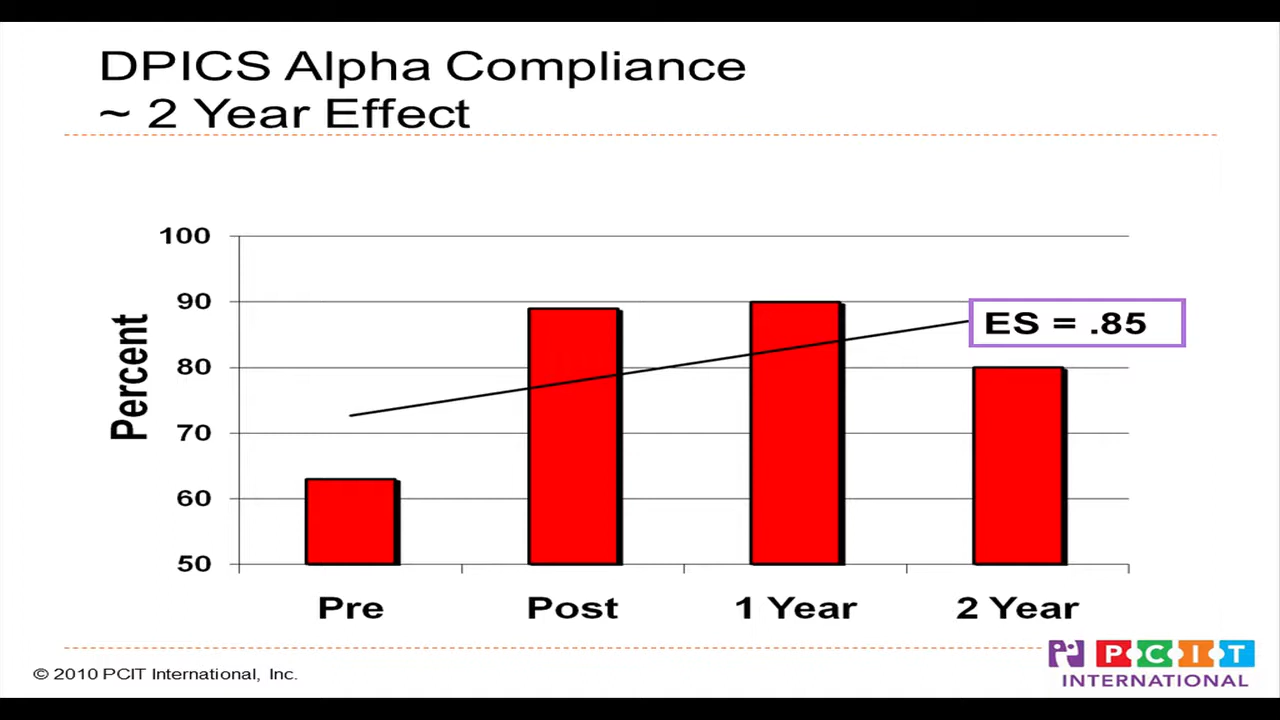 DPICS Alpha Compliance
~ 2 Year Effect
100
90
80
70
60
50
Percent
ES = .85
Pre Post 1 Year 2 Year
© 2010 PCIT International, Inc.
PCIT
INTERNATIONAL